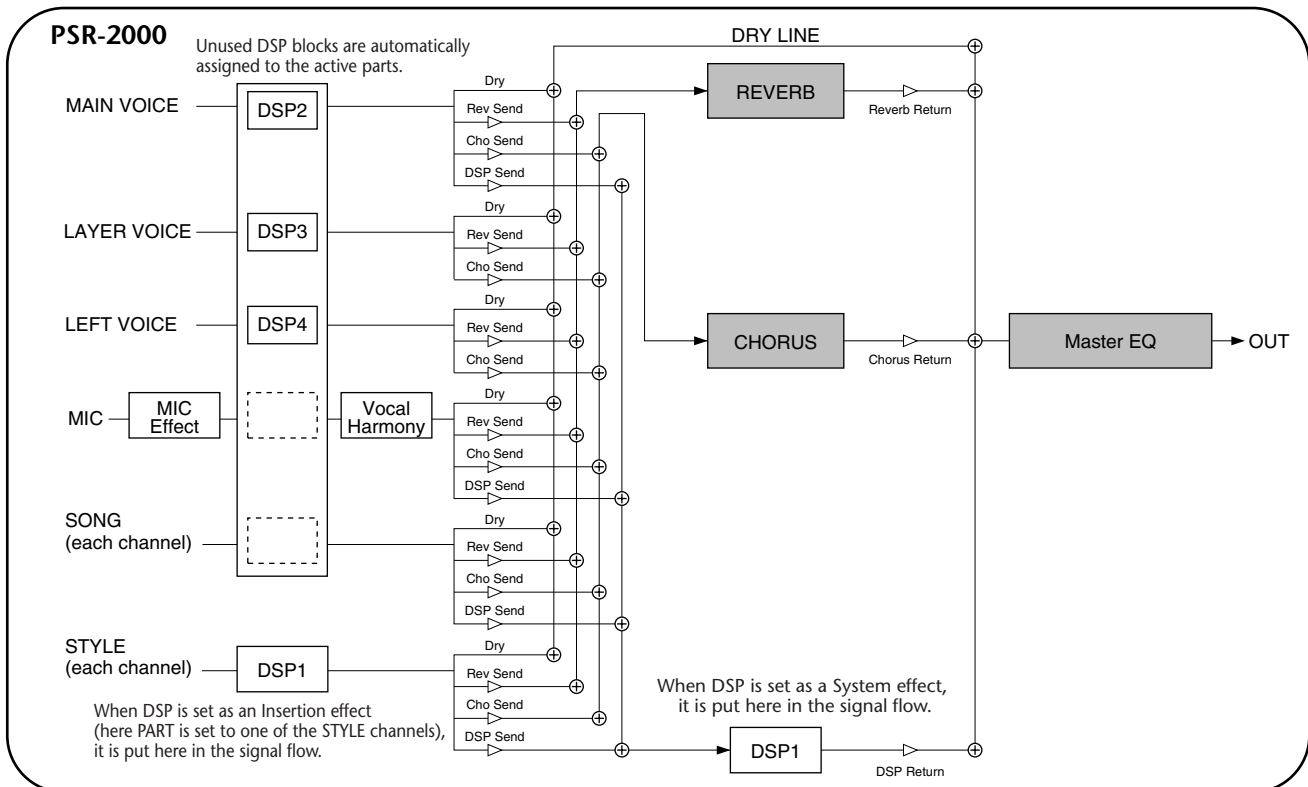 PSR-2000
Unused DSP blocks are automatically
assigned to the active parts.
DRY LINE
MAIN VOICE
DSP2
Dry
Rev Send
Cho Send
DSP Send
REVERB
Reverb Return
LAYER VOICE
DSP3
Dry
Rev Send
Cho Send
LEFT VOICE
DSP4
Dry
Rev Send
Cho Send
CHORUS
Chorus Return
Master EQ
OUT
MIC
MIC
Effect
Vocal
Harmony
Dry
Rev Send
Cho Send
DSP Send
SONG
(each channel)
Dry
Rev Send
Cho Send
DSP Send
STYLE
(each channel)
DSP1
Dry
Rev Send
Cho Send
DSP Send
When DSP is set as an Insertion effect
(here PART is set to one of the STYLE channels),
it is put here in the signal flow.
When DSP is set as a System effect,
it is put here in the signal flow.
DSP1
DSP Return